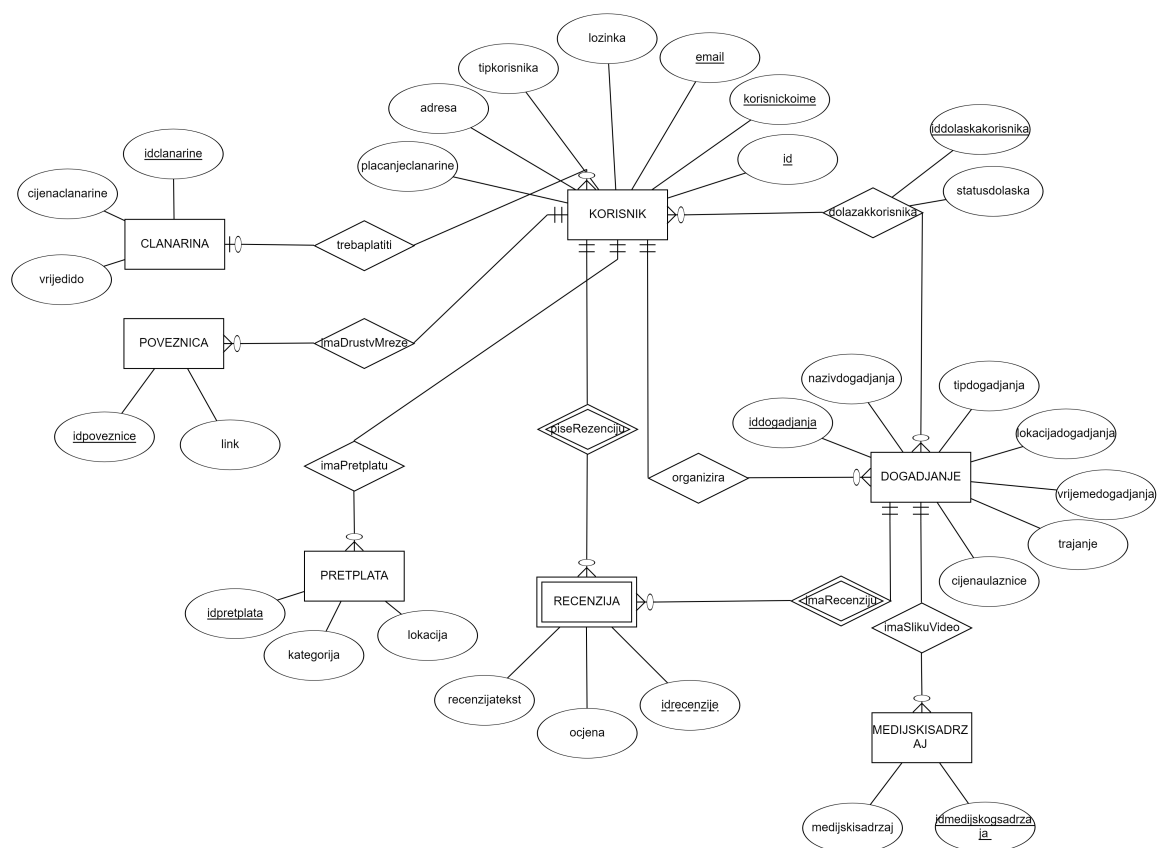 lozinka
email
tipkorisnika
korisnickoime
adresa
iddolaskakorisnika
idclanarine
placanjeclanarine
id
cijenaclanarine
statusdolaska
KORISNIK
dolazakkorisnika
CLANARINA
trebaplatiti
vrijedido
POVEZNICA
ImaDrustvMreze
nazivdogadjanja
tipdogadjanja
iddogadjanja
idpoveznice
link
piseRezenciju
lokacijadogadjanja
imaPretplatu
organizira
DOGADJANJE
vrijemedogadjanja
trajanje
PRETPLATA
cijenaulaznice
RECENZIJA
ImaRecenziju
idpretplata
lokacija
imaSlikuVideo
kategorija
recenzijatekst
idrecenzije
ocjena
MEDIJSKISADRZ
AJ
medijskisadrzaj
idmedijskogsadrza
ja